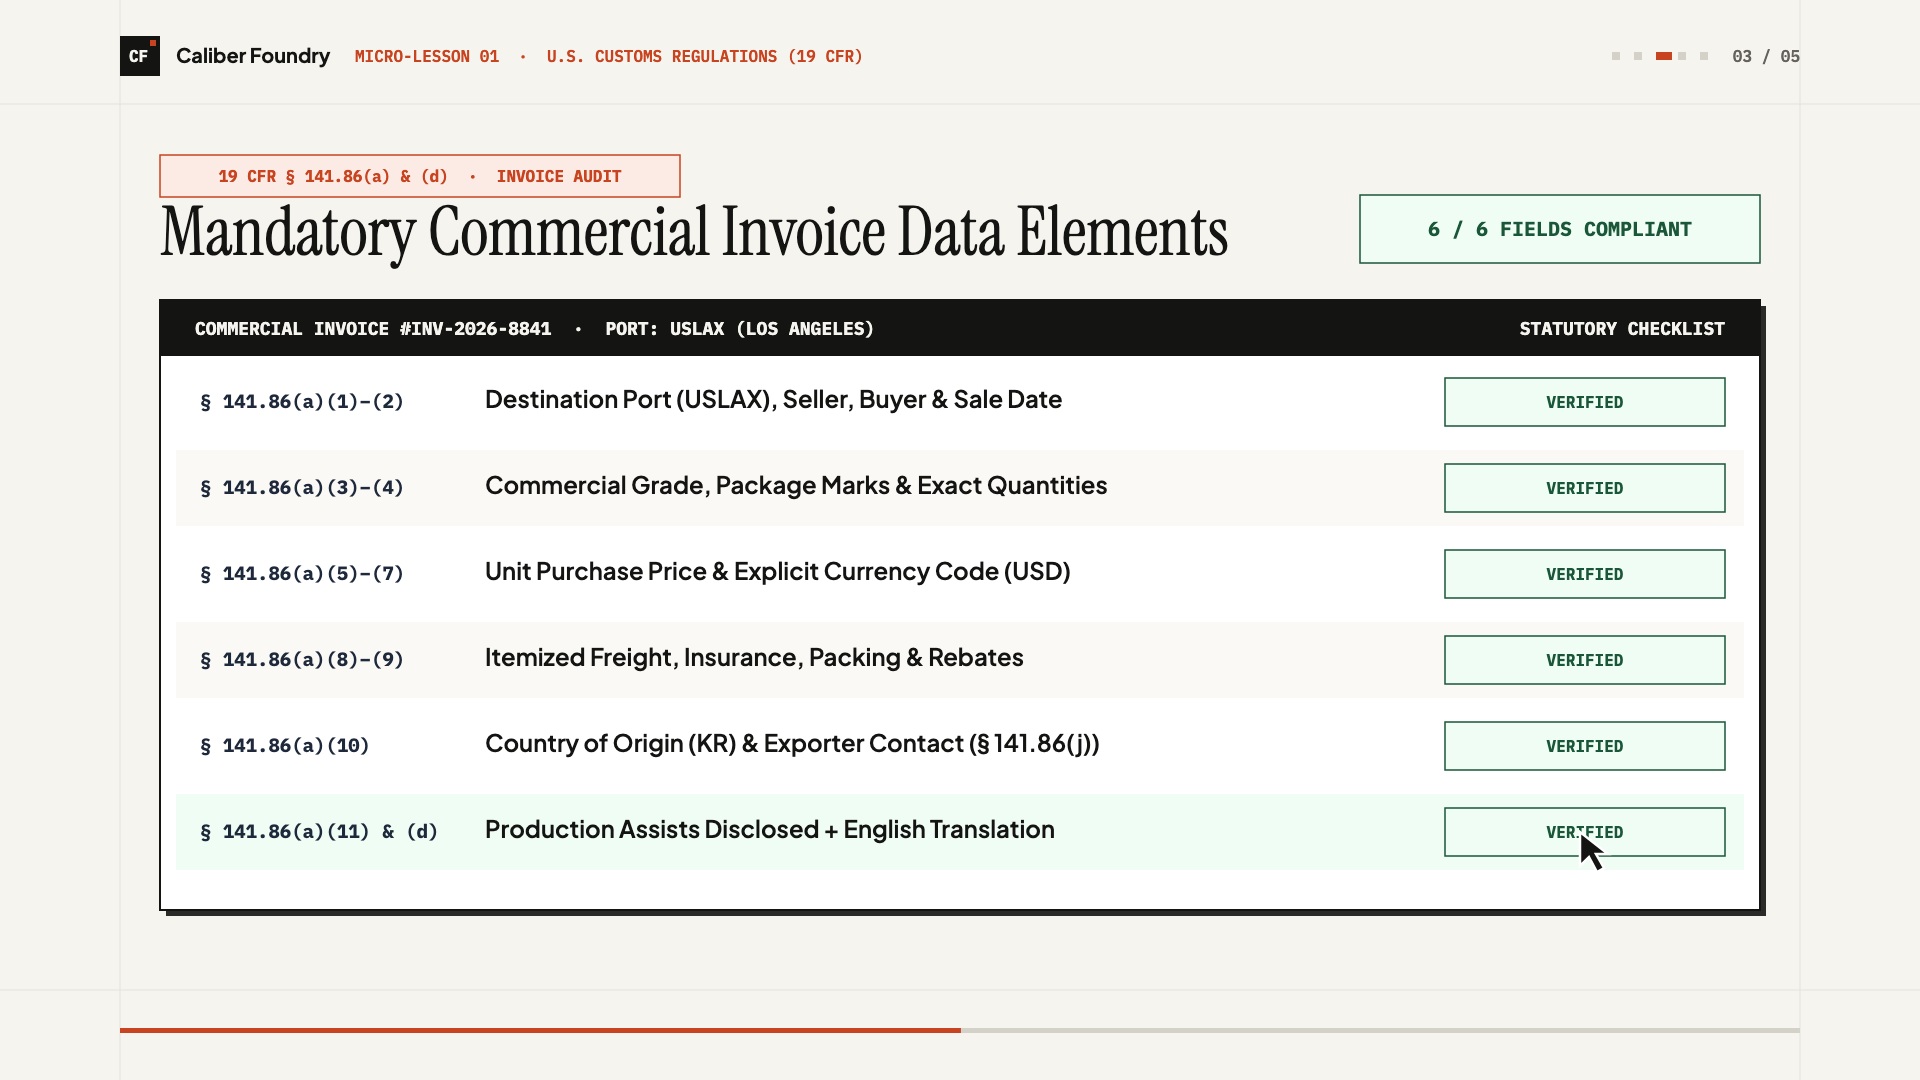 CF Caliber Foundry MICRO-LESSON 01 · U.S. CUSTOMS REGULATIONS (19 CFR) 03 / 05
19 CFR § 141.86(a) & (d) · INVOICE AUDIT
Mandatory Commercial Invoice Data Elements
6 / 6 FIELDS COMPLIANT
COMMERCIAL INVOICE #INV-2026-8841 · PORT: USLAX (LOS ANGELES) STATUTORY CHECKLIST
§ 141.86(a)(1)–(2) Destination Port (USLAX), Seller, Buyer & Sale Date VERIFIED
§ 141.86(a)(3)–(4) Commercial Grade, Package Marks & Exact Quantities VERIFIED
§ 141.86(a)(5)–(7) Unit Purchase Price & Explicit Currency Code (USD) VERIFIED
§ 141.86(a)(8)–(9) Itemized Freight, Insurance, Packing & Rebates VERIFIED
§ 141.86(a)(10) Country of Origin (KR) & Exporter Contact (§ 141.86(j)) VERIFIED
§ 141.86(a)(11) & (d) Production Assists Disclosed + English Translation VERIFIED